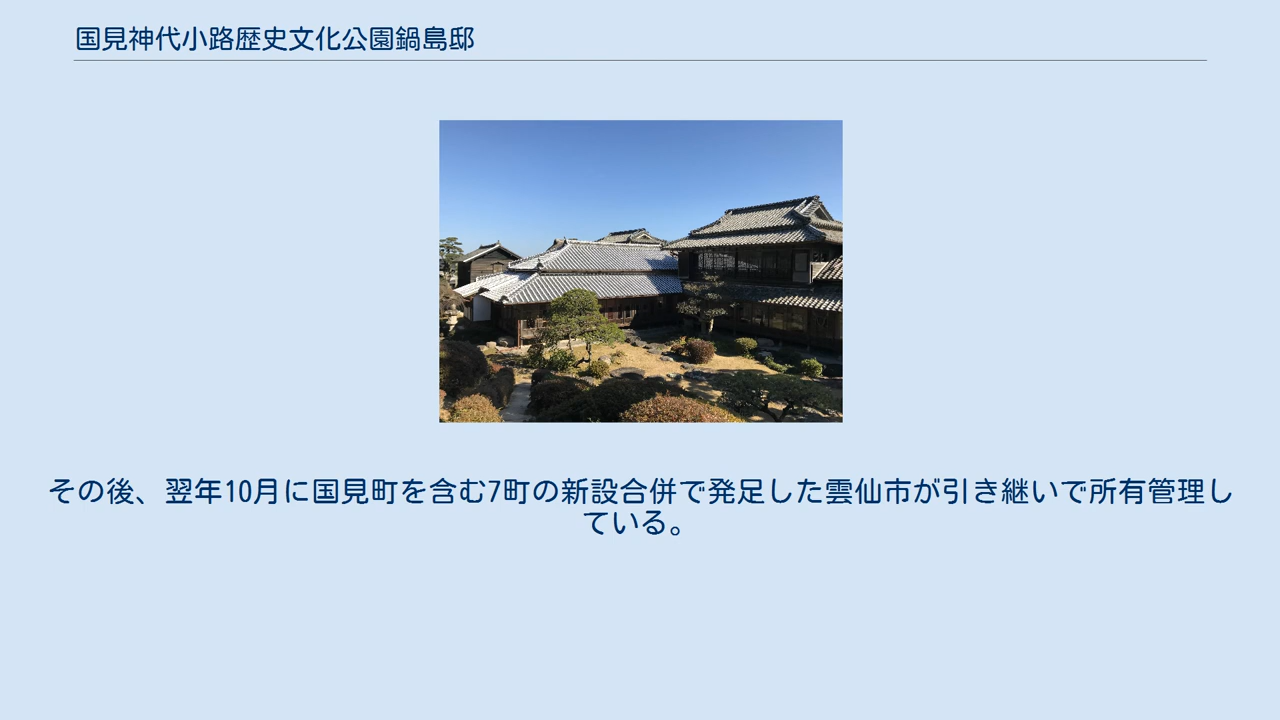 国見神代小路歴史文化公園鍋島邸
その後、翌年10月に国見町を含む7町の新設合併で発足した雲仙市が引き継いで所有管理し
ている。